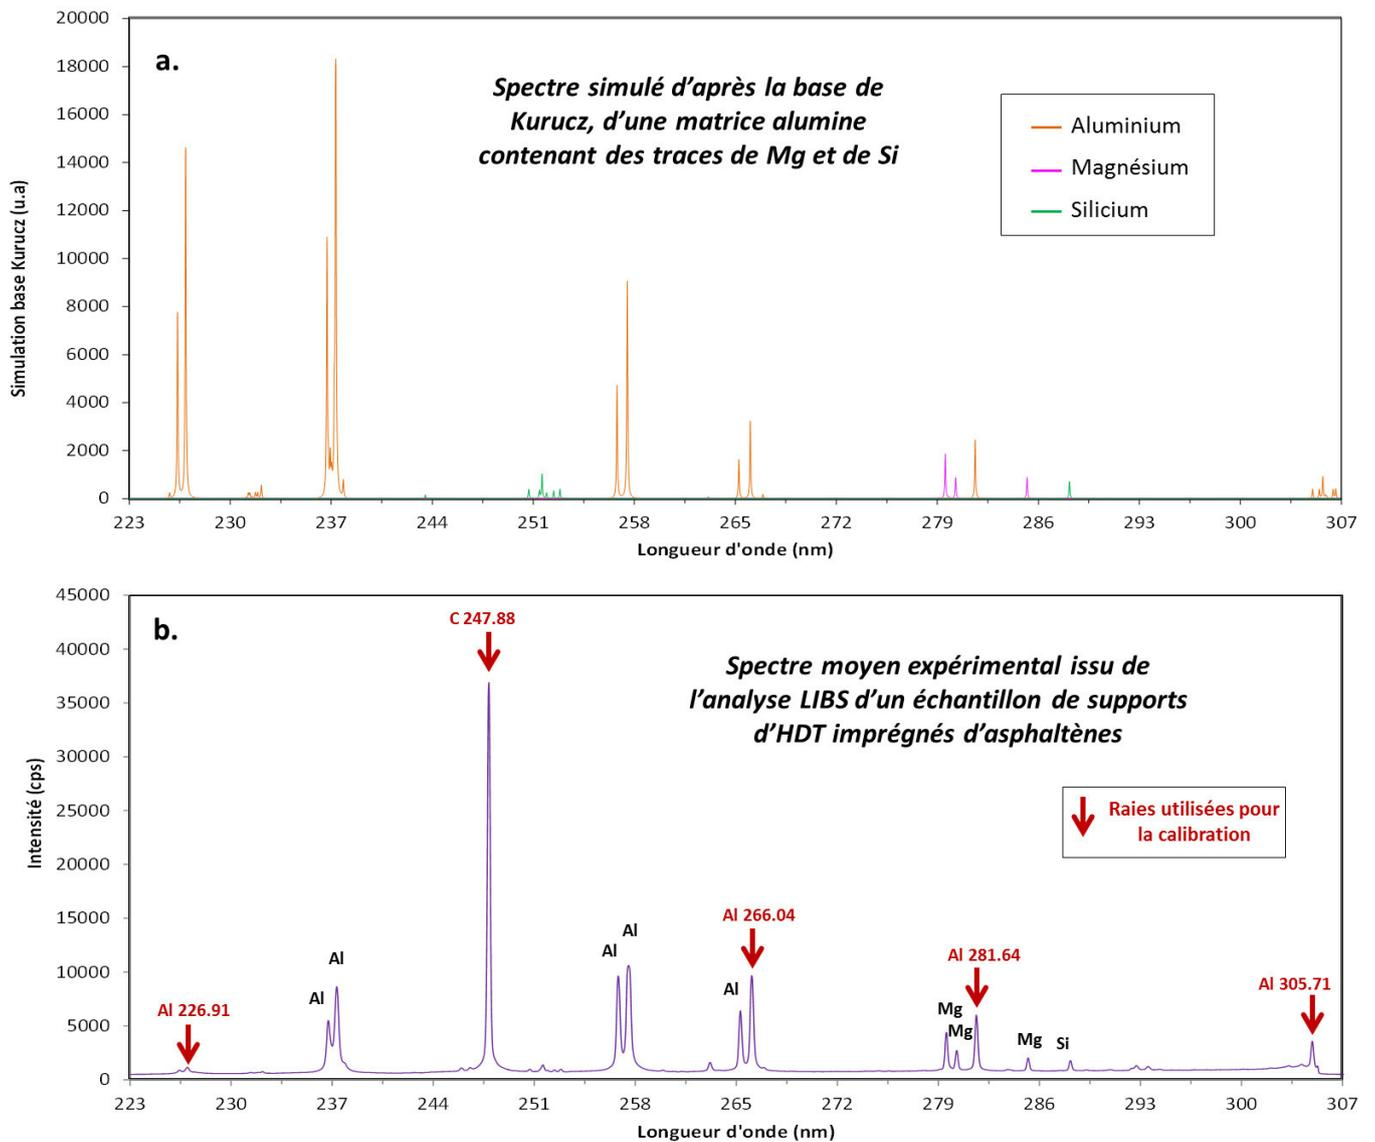 20000
18000
16000
14000
12000
10000
8000
6000
4000
2000
0
Simulation base Kurucz (u.a)
a.
Spectre simulé d’après la base de
Kurucz, d’une matrice alumine
contenant des traces de Mg et de Si
Aluminium
Magnésium
Silicium
223 230 237 244 251 258 265 272 279 286 293 300 307
Longueur d'onde (nm)
45000
40000
35000
30000
25000
20000
15000
10000
5000
0
Intensité (cps)
b.
C 247.88
Spectre moyen expérimental issu de
l’analyse LIBS d’un échantillon de supports
d’HDT imprégnés d’asphaltènes
Raies utilisées pour
la calibration
Al 226.91
Al
Al
Al
Al
Al
Al 266.04
Mg
Mg
Al 281.64
Mg
Si
Al 305.71
223 230 237 244 251 258 265 272 279 286 293 300 307
Longueur d'onde (nm)